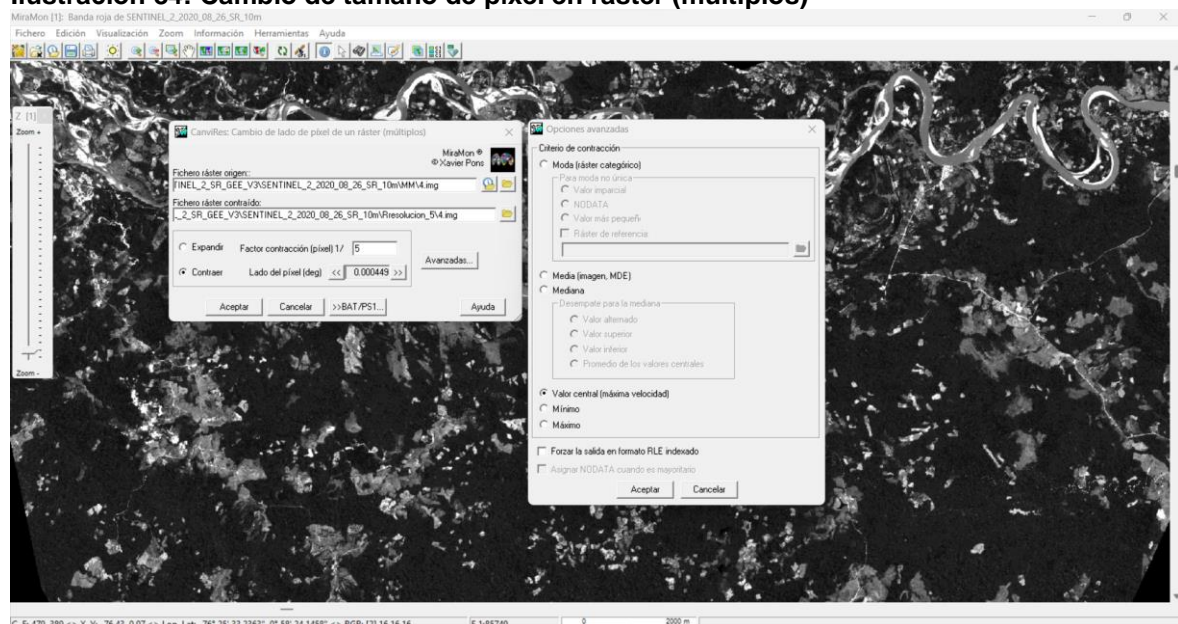 Ilustración 64. Cambio de tamaño de píxel en ráster (múltiplos)
MiraMon [1]: Banda roja de SENTINEL_2_2020_08_26_SR_10m
Fichero Edición Visualización Zoom Información Herramientas Ayuda
Z [1]
Zoom +
Zoom -
CanviRes: Cambio de lado de píxel de un ráster (múltiplos)
MiraMon ®
© Xavier Pons
Fichero ráster origen:
TINEL_2_SR_GEE_V3\SENTINEL_2_2020_08_26_SR_10m\MM\4.img
Fichero ráster contraído:
_2_SR_GEE_V3\SENTINEL_2_2020_08_26_SR_10m\Rresolucion_5\4.img
Expandir Factor contracción (píxel) 1/ 5
Contraer Lado del píxel (deg) << 0.000449 >>
Avanzadas...
Aceptar Cancelar >>BAT/PS1... Ayuda
Opciones avanzadas
Criterio de contracción
Moda (ráster categórico)
Para moda no única
Valor imparcial
NODATA
Valor más pequeñ
Ráster de referencia
Media (imagen, MDE)
Mediana
Desempate para la mediana
Valor alternado
Valor superior
Valor inferior
Promedio de los valores centrales
Valor central (máxima velocidad)
Mínimo
Máximo
Forzar la salida en formato RLE indexado
Asignar NODATA cuando es mayoritario
Aceptar Cancelar
0 2000 m